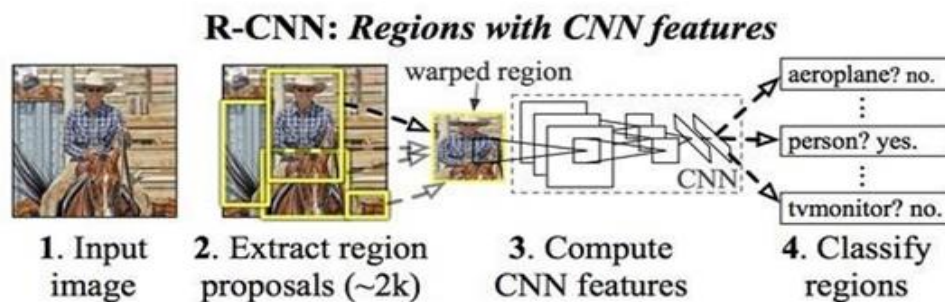 R-CNN: Regions with CNN features
warped region
aeroplane? no.
person? yes.
tvmonitor? no.
CNN
1. Input image
2. Extract region proposals (~2k)
3. Compute CNN features
4. Classify regions